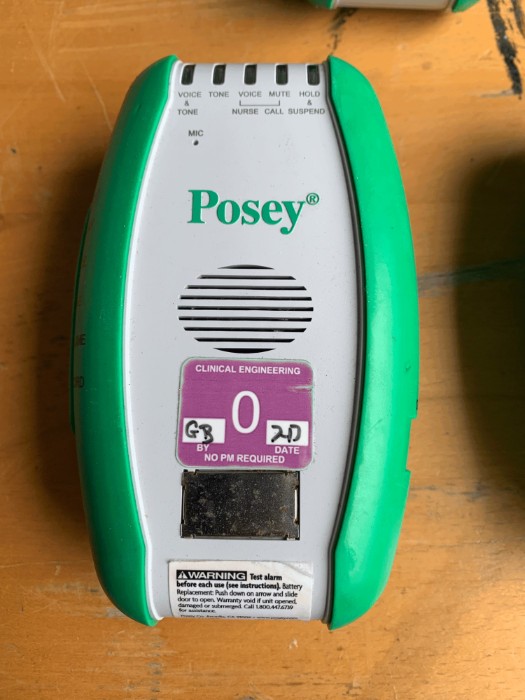 VOICE TONE VOICE MUTE HOLD
& &
TONE NURSE CALL SUSPEND
MIC
Posey®
CLINICAL ENGINEERING
0
GB
BY DATE
NO PM REQUIRED
WARNING Test alarm
before each use (see instructions). Battery
Replacement: Push down on arrow and slide
door to open. Warranty void if unit opened,
damaged or submerged. Call 1.800.447.6739
for assistance.